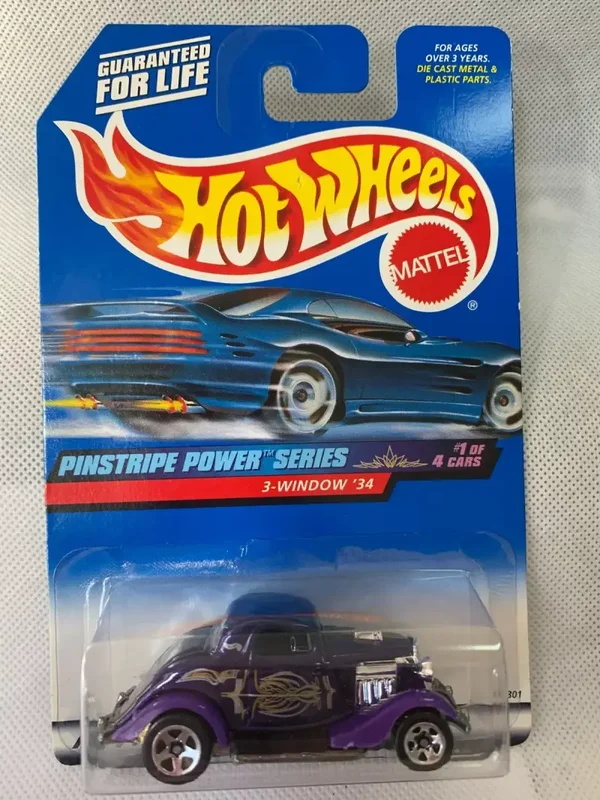 GUARANTEED
FOR LIFE
FOR AGES
OVER 3 YEARS.
DIE CAST METAL &
PLASTIC PARTS.
HOT WHEELS
MATTEL
®
PINSTRIPE POWER™ SERIES
#1 OF
4 CARS
3-WINDOW '34